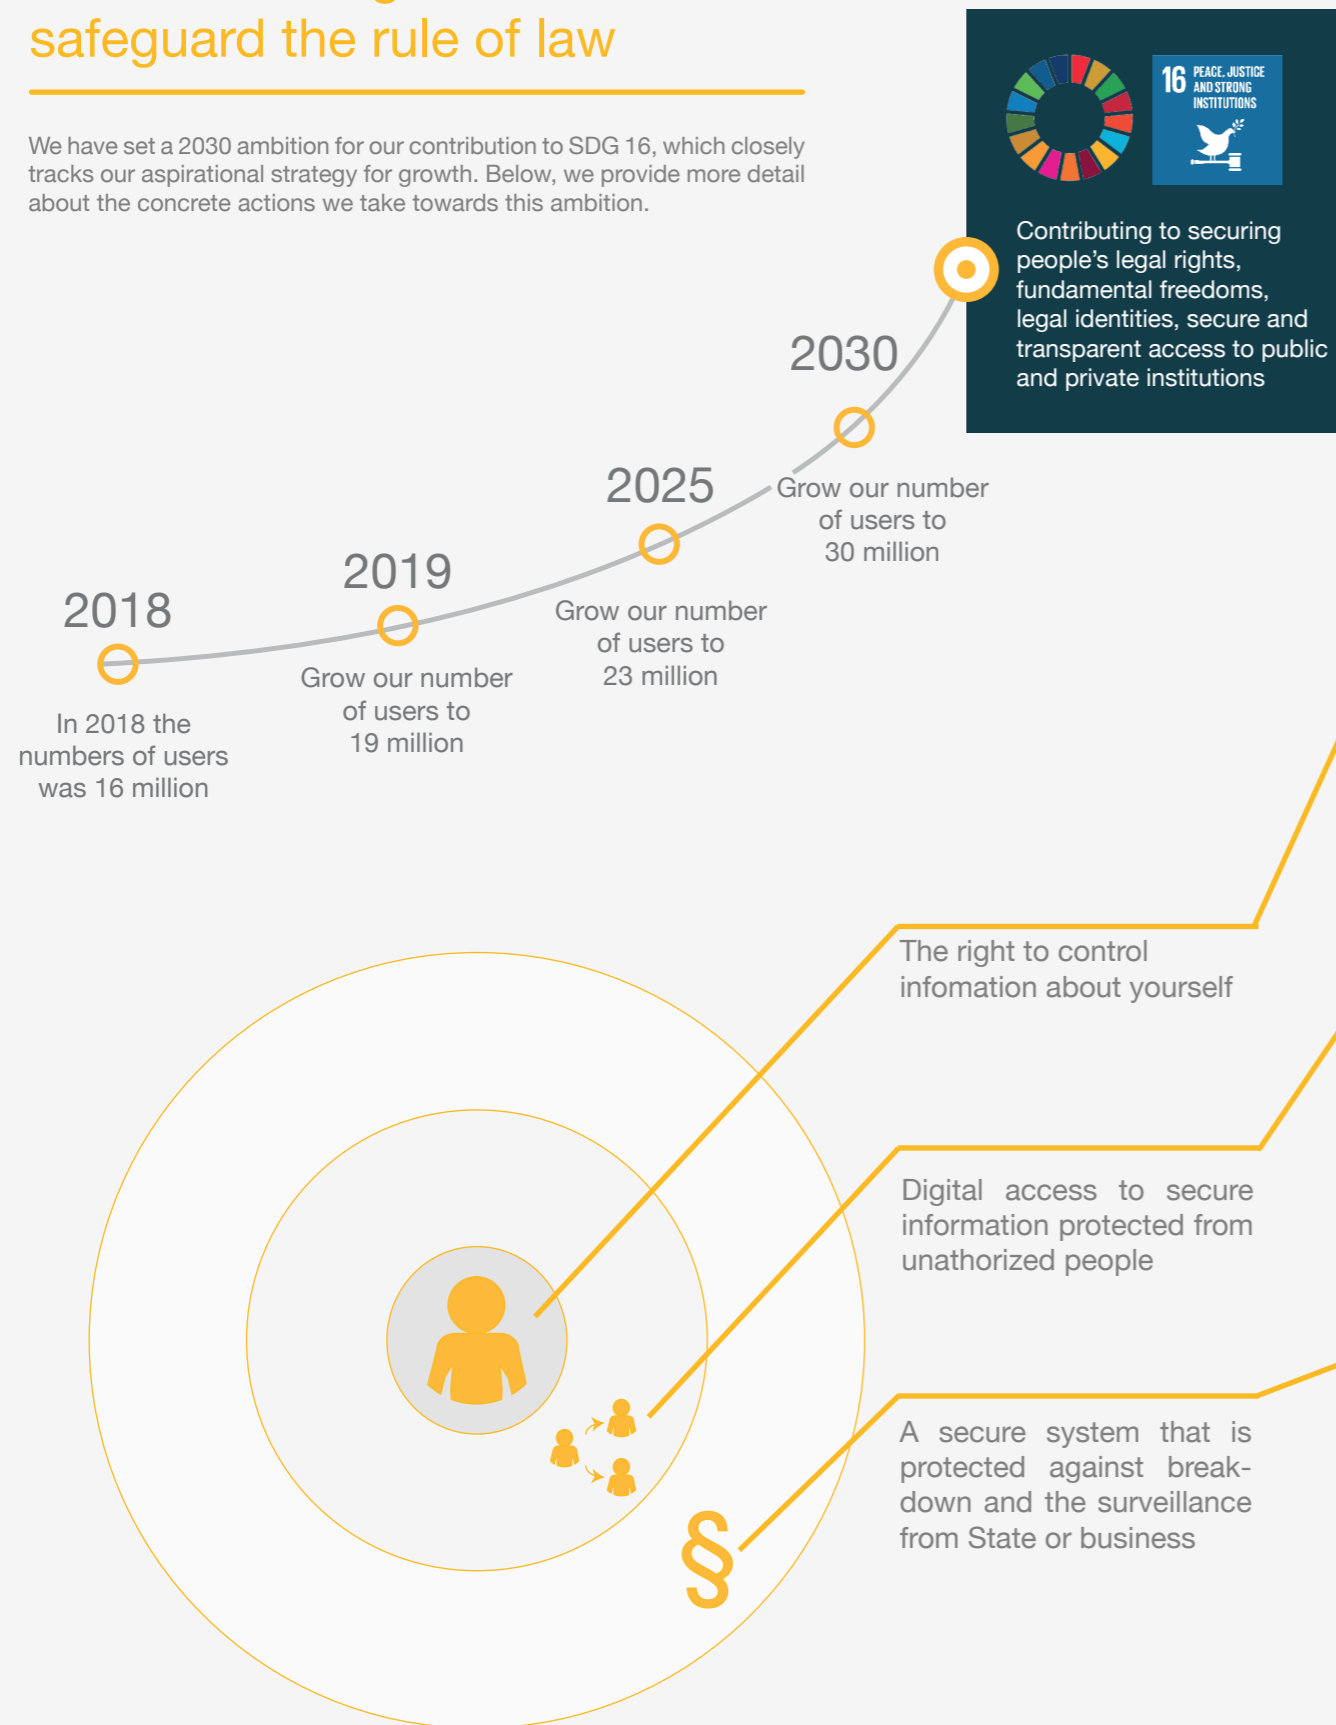 safeguard the rule of law
We have set a 2030 ambition for our contribution to SDG 16, which closely
tracks our aspirational strategy for growth. Below, we provide more detail
about the concrete actions we take towards this ambition.
16 PEACE, JUSTICE
AND STRONG
INSTITUTIONS
Contributing to securing
people's legal rights,
fundamental freedoms,
legal identities, secure and
transparent access to public
and private institutions
2030
Grow our number
of users to
30 million
2025
Grow our number
of users to
23 million
2019
Grow our number
of users to
19 million
2018
In 2018 the
numbers of users
was 16 million
The right to control
infomation about yourself
Digital access to secure
information protected from
unathorized people
A secure system that is
protected against break-
down and the surveillance
from State or business
§